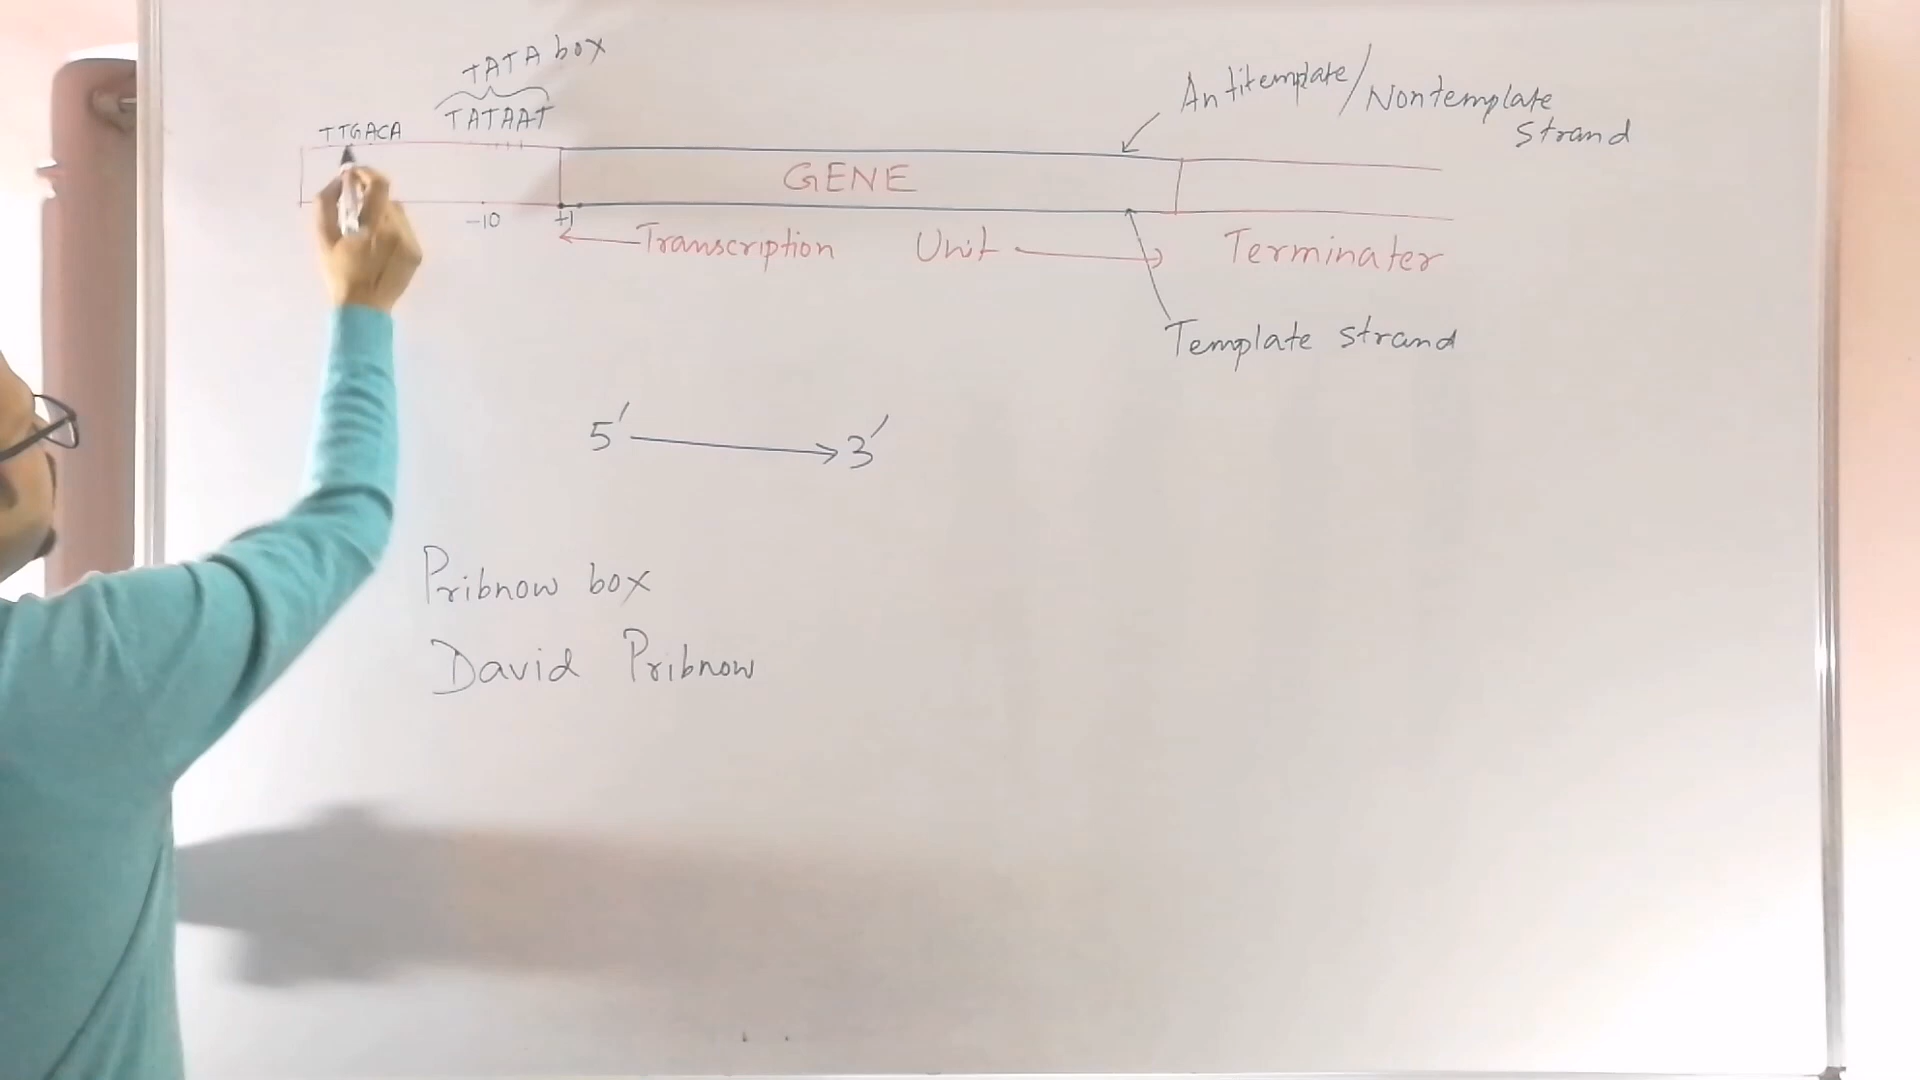 TATA box
TATAAT
TTGACA
Antitemplate/Nontemplate
strand
GENE
-10
+1
Transcription Unit
Terminater
Template strand
5' 3'
Pribnow box
David Pribnow